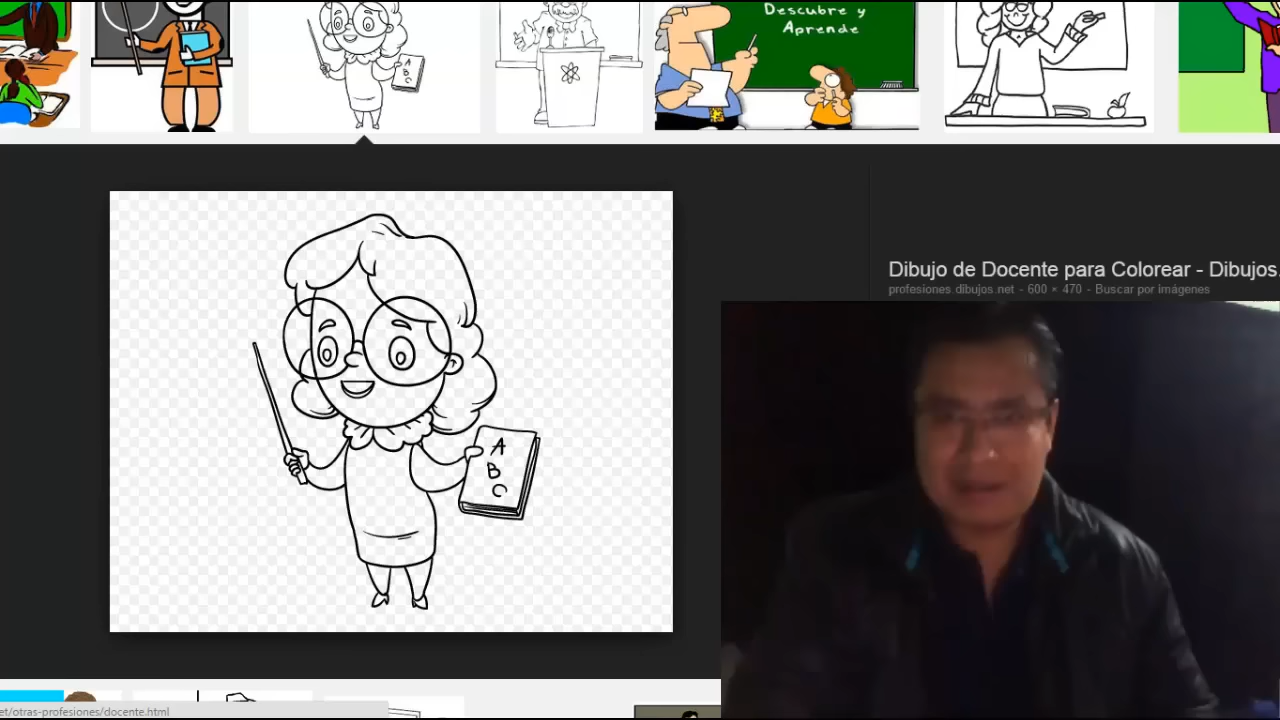 Descubre y
Aprende
A
B
C
A
B
C
Dibujo de Docente para Colorear - Dibujos.
profesiones.dibujos.net - 600 × 470 - Buscar por imágenes
et/otras-profesiones/docente.html